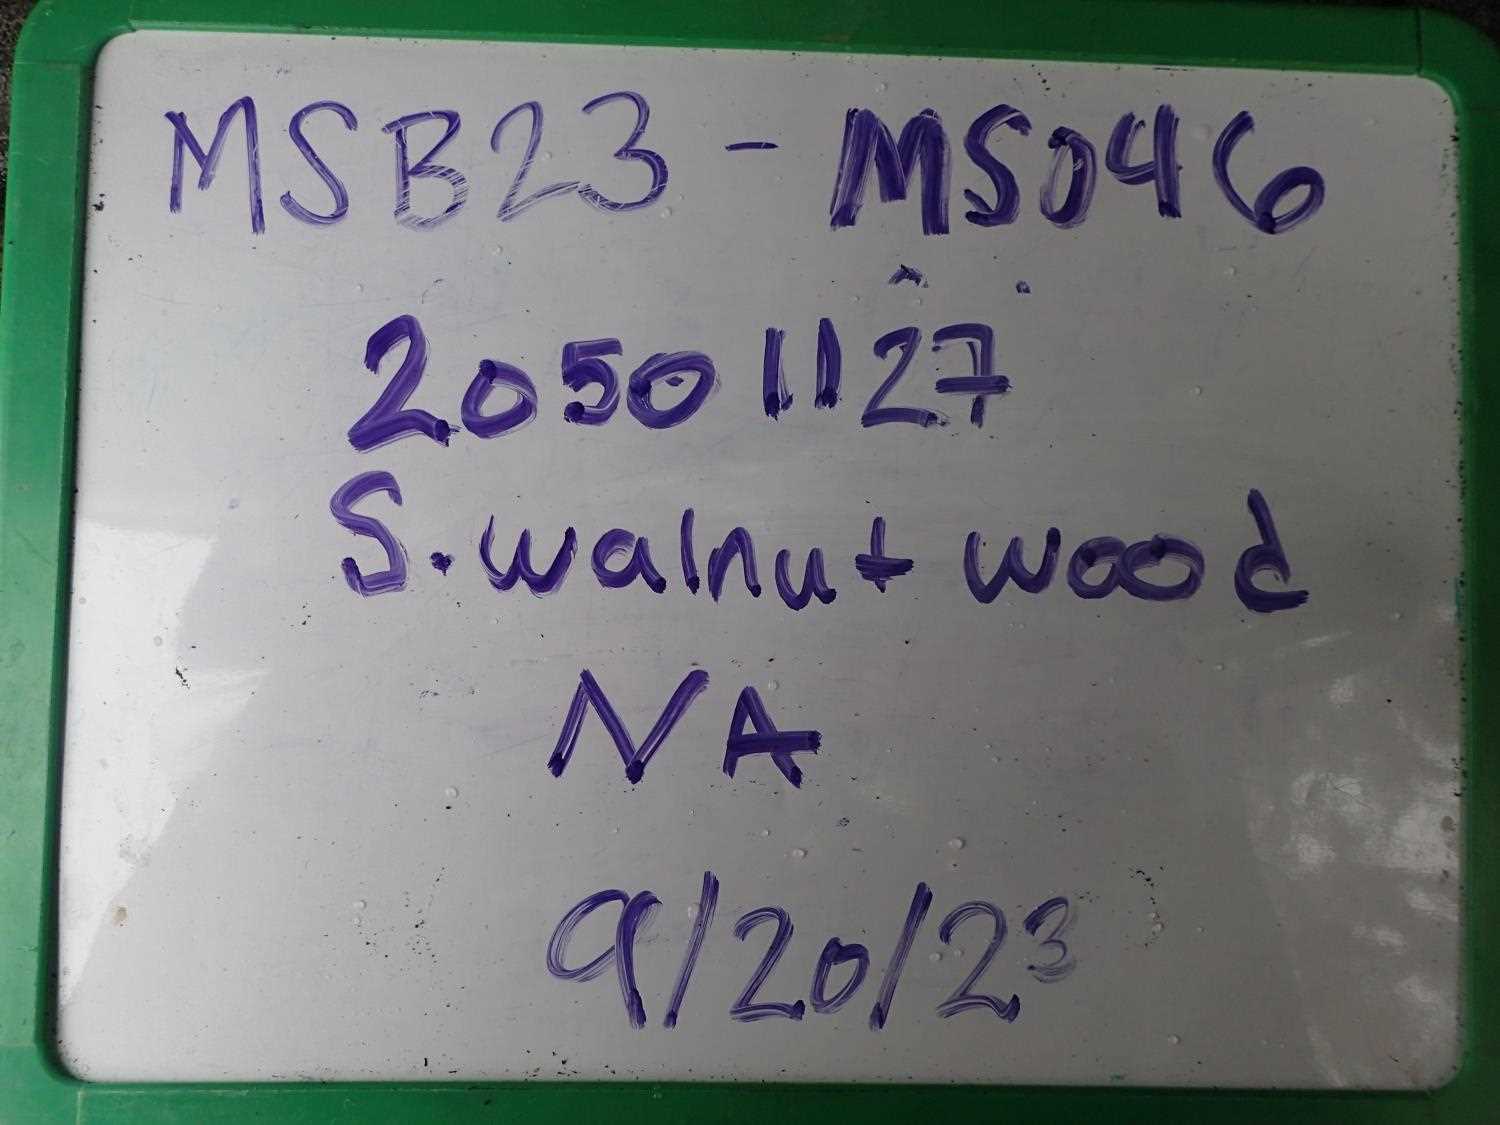 MSB23 - MS046
20501127
S. walnut wood
NA
9/20/23